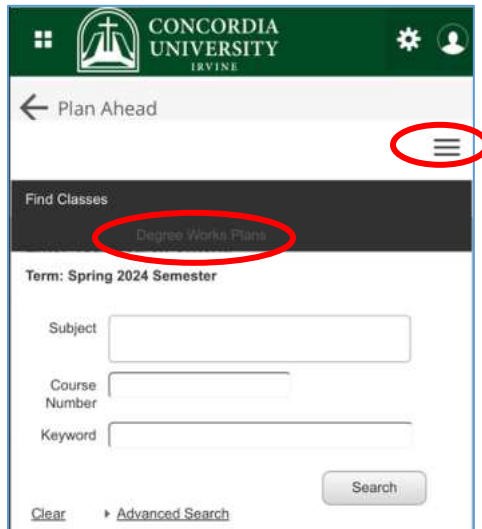 CONCORDIA
UNIVERSITY
IRVINE
Plan Ahead
Find Classes
Degree Works Plans
Term: Spring 2024 Semester
Subject
Course
Number
Keyword
Search
Clear
Advanced Search